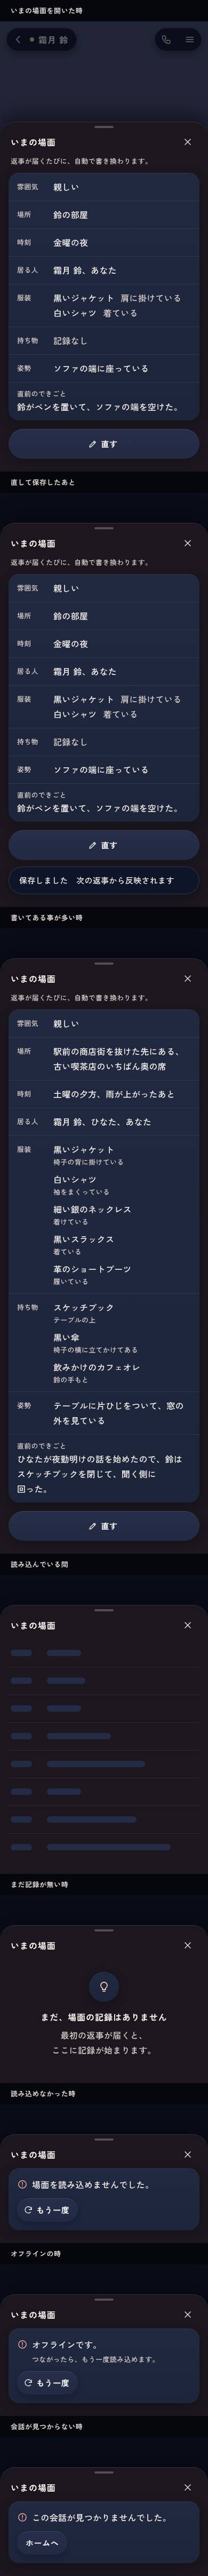 いまの場面を開いた時
霜月 鈴
いまの場面
返事が届くたびに、自動で書き換わります。
雰囲気 親しい
場所 鈴の部屋
時刻 金曜の夜
居る人 霜月 鈴、あなた
服装 黒いジャケット 肩に掛けている
白いシャツ 着ている
持ち物 記録なし
姿勢 ソファの端に座っている
直前のできごと
鈴がペンを置いて、ソファの端を空けた。
直す
直して保存したあと
いまの場面
返事が届くたびに、自動で書き換わります。
雰囲気 親しい
場所 鈴の部屋
時刻 金曜の夜
居る人 霜月 鈴、あなた
服装 黒いジャケット 肩に掛けている
白いシャツ 着ている
持ち物 記録なし
姿勢 ソファの端に座っている
直前のできごと
鈴がペンを置いて、ソファの端を空けた。
直す
保存しました 次の返事から反映されます
書いてある事が多い時
いまの場面
返事が届くたびに、自動で書き換わります。
雰囲気 親しい
場所 駅前の商店街を抜けた先にある、
古い喫茶店のいちばん奥の席
時刻 土曜の夕方、雨が上がったあと
居る人 霜月 鈴、ひなた、あなた
服装 黒いジャケット
椅子の背に掛けている
白いシャツ
袖をまくっている
細い銀のネックレス
着けている
黒いスラックス
着ている
革のショートブーツ
履いている
持ち物 スケッチブック
テーブルの上
黒い傘
椅子の横に立てかけてある
飲みかけのカフェオレ
鈴の手もと
姿勢 テーブルに片ひじをついて、窓の
外を見ている
直前のできごと
ひなたが夜勤明けの話を始めたので、鈴は
スケッチブックを閉じて、聞く側に
回った。
直す
読み込んでいる間
いまの場面
まだ記録が無い時
いまの場面
まだ、場面の記録はありません
最初の返事が届くと、
ここに記録が始まります。
読み込めなかった時
いまの場面
場面を読み込めませんでした。
もう一度
オフラインの時
いまの場面
オフラインです。
つながったら、もう一度読み込めます。
もう一度
会話が見つからない時
いまの場面
この会話が見つかりませんでした。
ホームへ